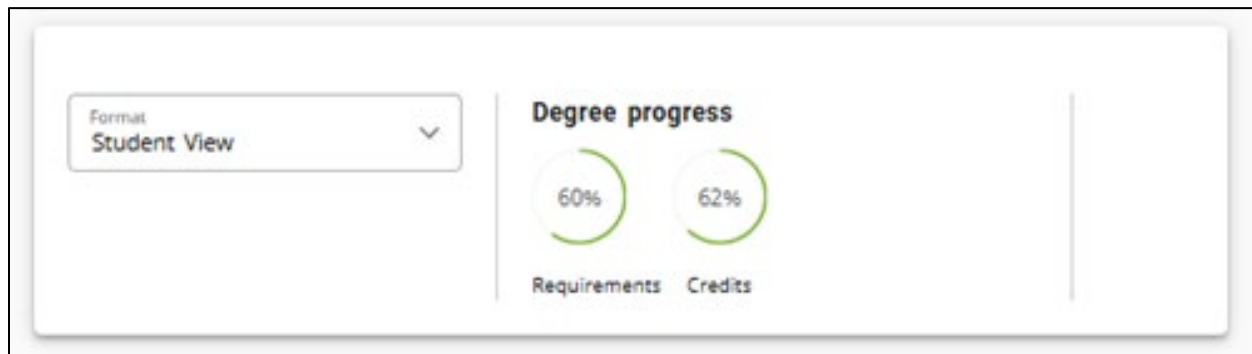 Format
Student View
Degree progress
60% 62%
Requirements Credits